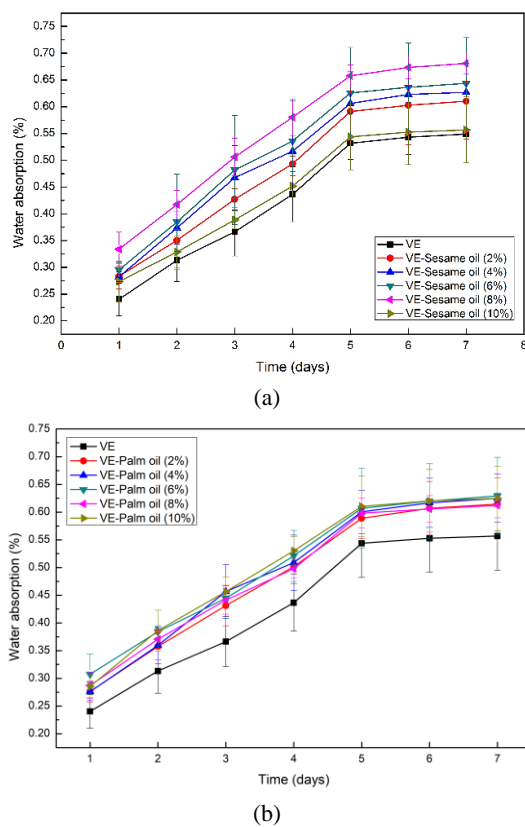 0.75
0.70
0.65
0.60
0.55
0.50
0.45
0.40
0.35
0.30
0.25
0.20
Water absorption (%)
VE
VE-Sesame oil (2%)
VE-Sesame oil (4%)
VE-Sesame oil (6%)
VE-Sesame oil (8%)
VE-Sesame oil (10%)
0 1 2 3 4 5 6 7 8
Time (days)
(a)
0.75
0.70
0.65
0.60
0.55
0.50
0.45
0.40
0.35
0.30
0.25
0.20
Water absorption (%)
VE
VE-Palm oil (2%)
VE-Palm oil (4%)
VE-Palm oil (6%)
VE-Palm oil (8%)
VE-Palm oil (10%)
1 2 3 4 5 6 7
Time (days)
(b)